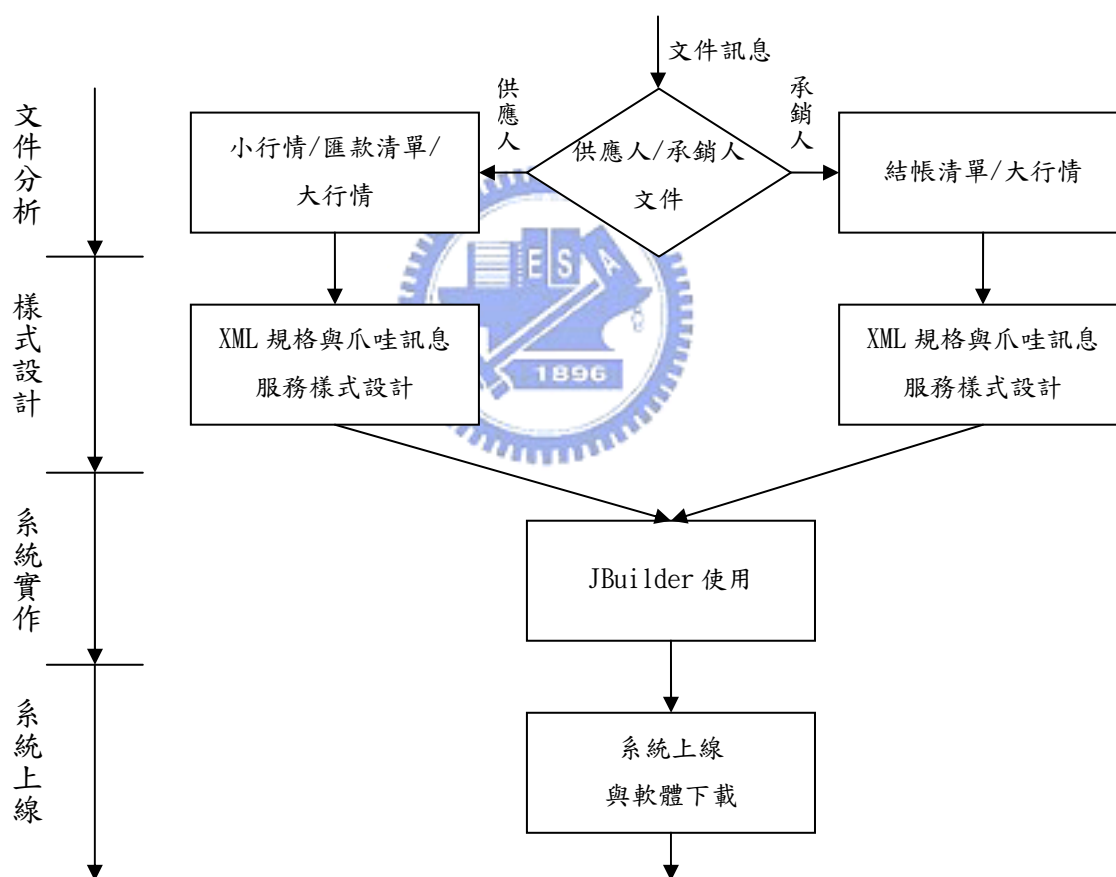 文件訊息
供應人
承銷人
文件分析
小行情/匯款清單/
大行情
供應人/承銷人
文件
結帳清單/大行情
ESA
1896
樣式設計
XML 規格與爪哇訊息
服務樣式設計
XML 規格與爪哇訊息
服務樣式設計
系統實作
JBuilder 使用
系統上線
系統上線
與軟體下載